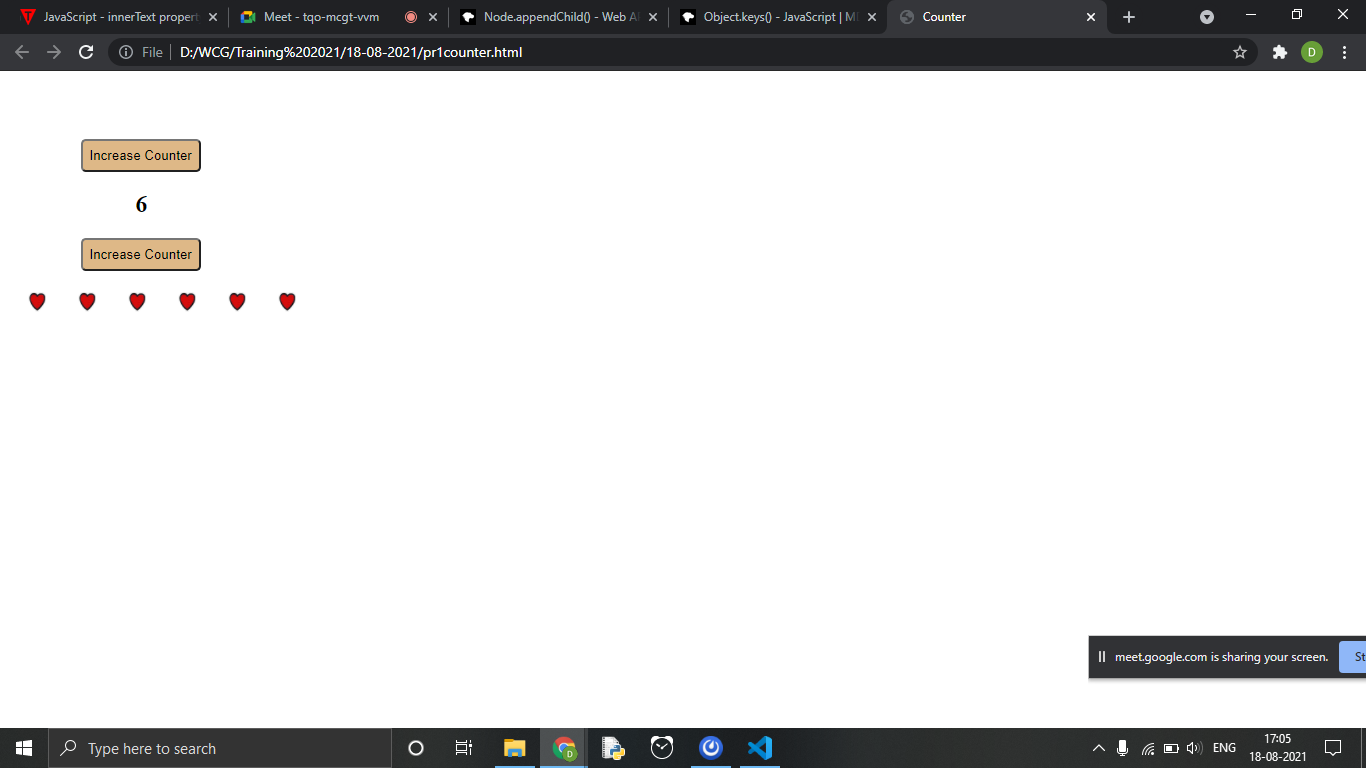 JavaScript - innerText propert
Meet - tqo-mcgt-vvm
Node.appendChild() - Web A
Object.keys() - JavaScript | M
Counter
File
D:/WCG/Training%202021/18-08-2021/pr1counter.html
D
Increase Counter
6
Increase Counter
meet.google.com is sharing your screen.
St
Type here to search
D
ENG
17:05
18-08-2021